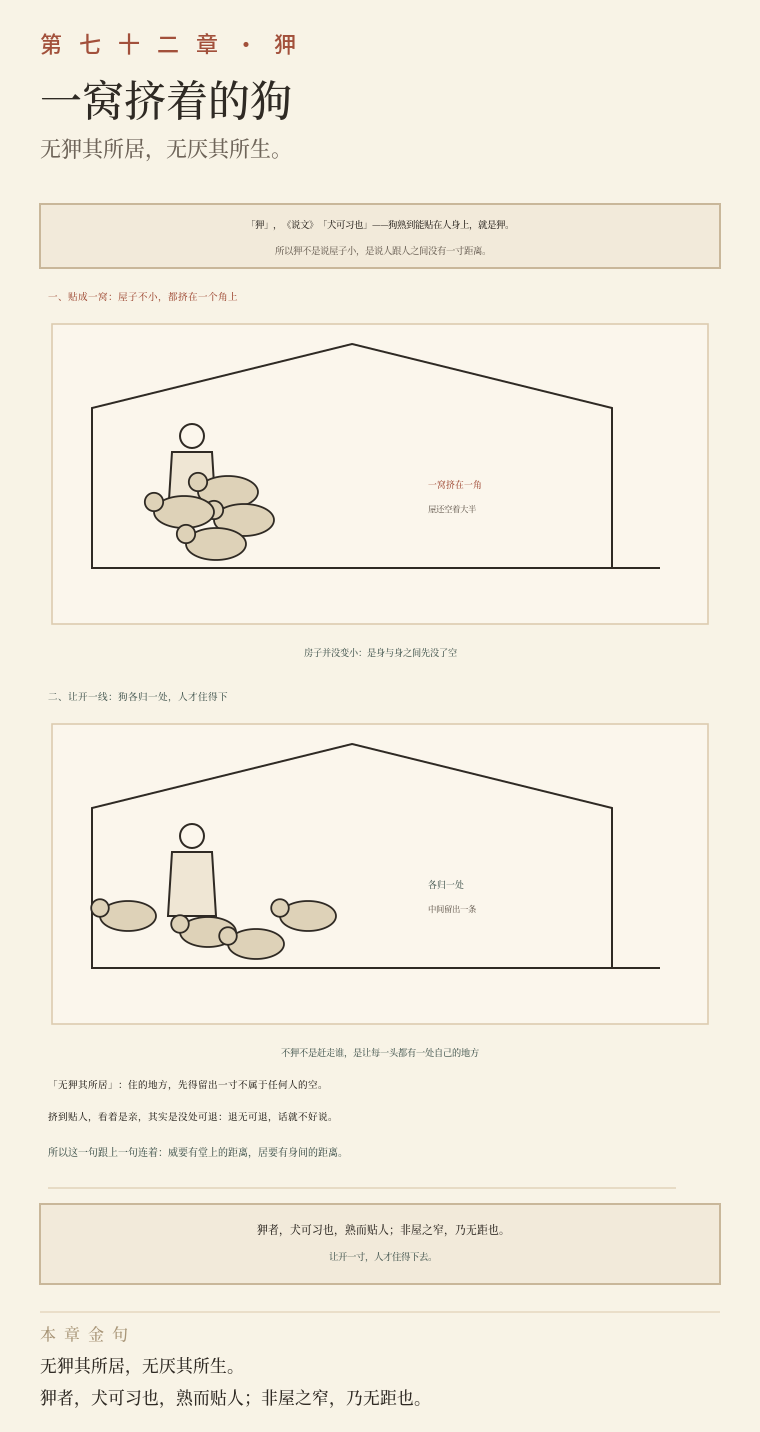 第七十二章·狎
一窝挤着的狗
无狎其所居，无厌其所生。
「狎」，《说文》「犬可习也」——狗熟到能贴在人身上，就是狎。
所以狎不是说屋子小，是说人跟人之间没有一寸距离。
一、贴成一窝：屋子不小，都挤在一个角上
一窝挤在一角
屋还空着大半
房子并没变小：是身与身之间先没了空
二、让开一线：狗各归一处，人才住得下
各归一处
中间留出一条
不狎不是赶走谁，是让每一头都有一处自己的地方
「无狎其所居」：住的地方，先得留出一寸不属于任何人的空。
挤到贴人，看着是亲，其实是没处可退：退无可退，话就不好说。
所以这一句跟上一句连着：威要有堂上的距离，居要有身间的距离。
狎者，犬可习也，熟而贴人；非屋之窄，乃无距也。
让开一寸，人才住得下去。
本章金句
无狎其所居，无厌其所生。
狎者，犬可习也，熟而贴人；非屋之窄，乃无距也。